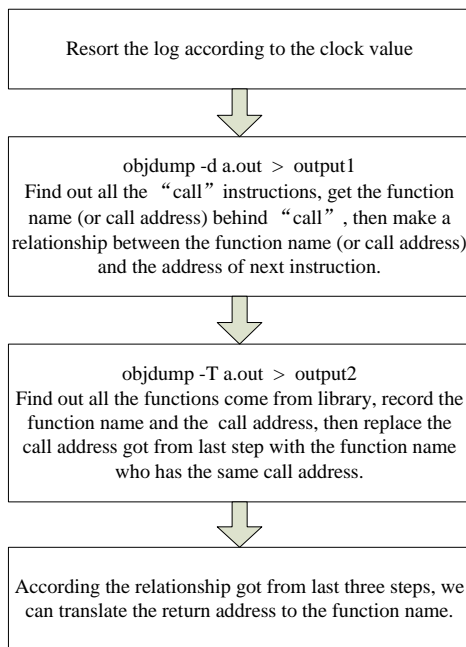 Resort the log according to the clock value
objdump -d a.out > output1
Find out all the “call” instructions, get the function
name (or call address) behind “call”, then make a
relationship between the function name (or call address)
and the address of next instruction.
objdump -T a.out > output2
Find out all the functions come from library, record the
function name and the call address, then replace the
call address got from last step with the function name
who has the same call address.
According the relationship got from last three steps, we
can translate the return address to the function name.